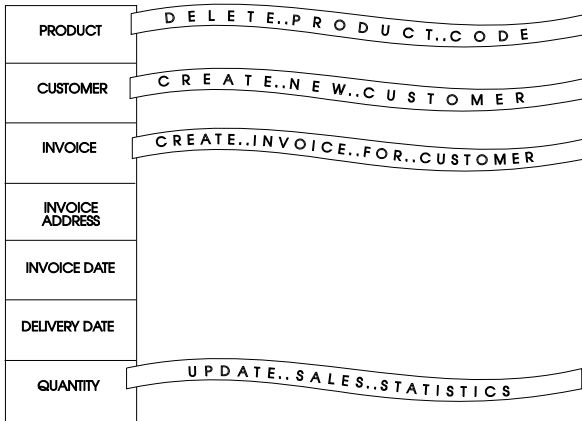 PRODUCT
DELETE..PRODUCT..CODE
CUSTOMER
CREATE..NEW..CUSTOMER
INVOICE
CREATE..INVOICE..FOR..CUSTOMER
INVOICE
ADDRESS
INVOICE DATE
DELIVERY DATE
QUANTITY
UPDATE..SALES..STATISTICS